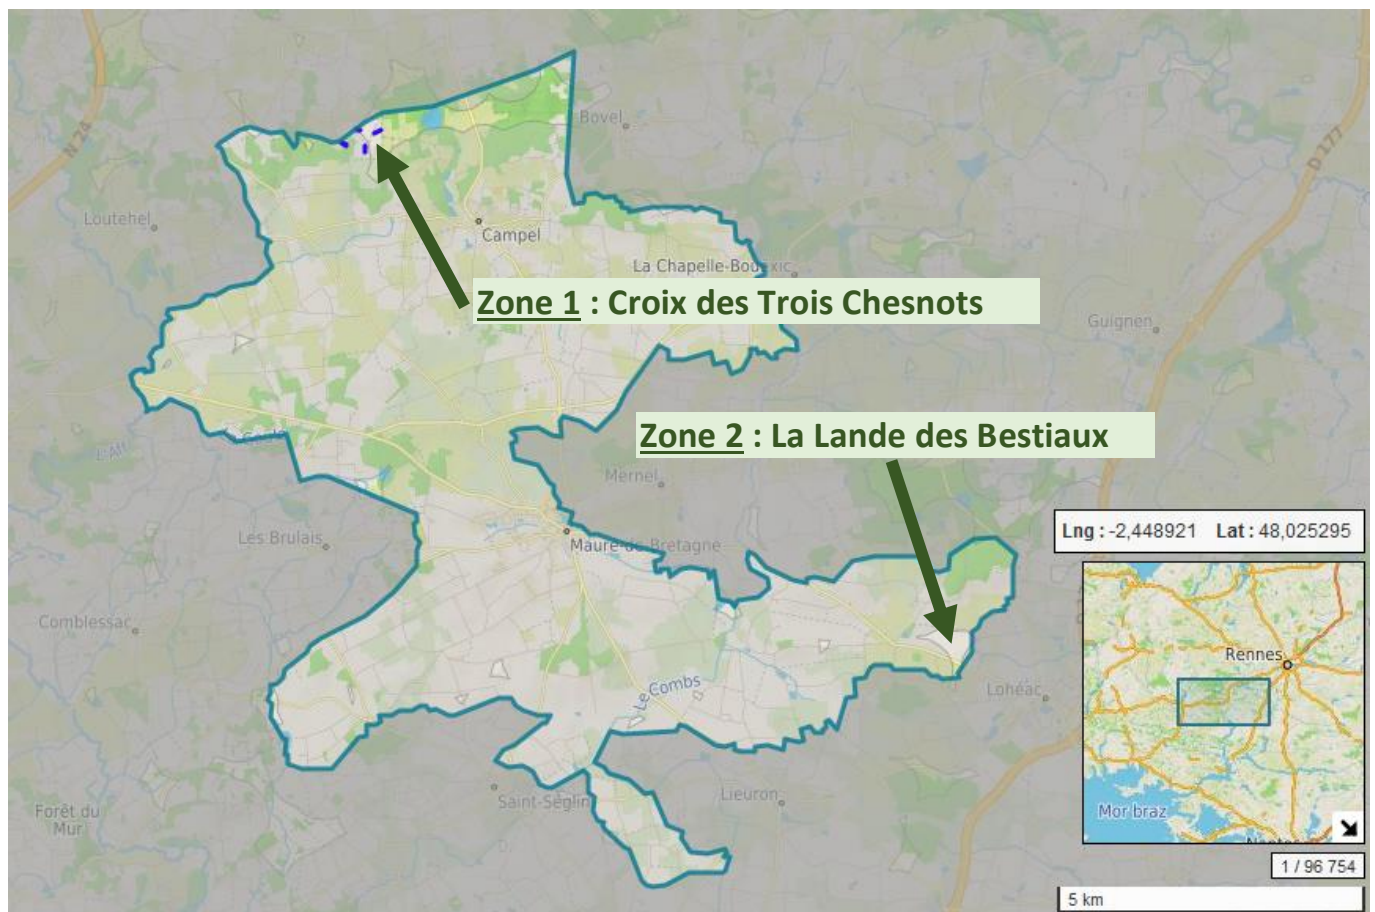 N 24
Bovel
D 177
Loutehel
Campel
La Chapelle-Bouëxic
Zone 1 : Croix des Trois Chesnots
Guignen
Zone 2 : La Lande des Bestiaux
L'Aff
Mernel
Les Brulais
Maure-de-Bretagne
Lng : -2,448921 Lat : 48,025295
Comblessac
Rennes
Le Combs
Lohéac
Saint-Séglin
Lieuron
Forêt du
Mur
Mor braz
Nantes
1 / 96 754
5 km